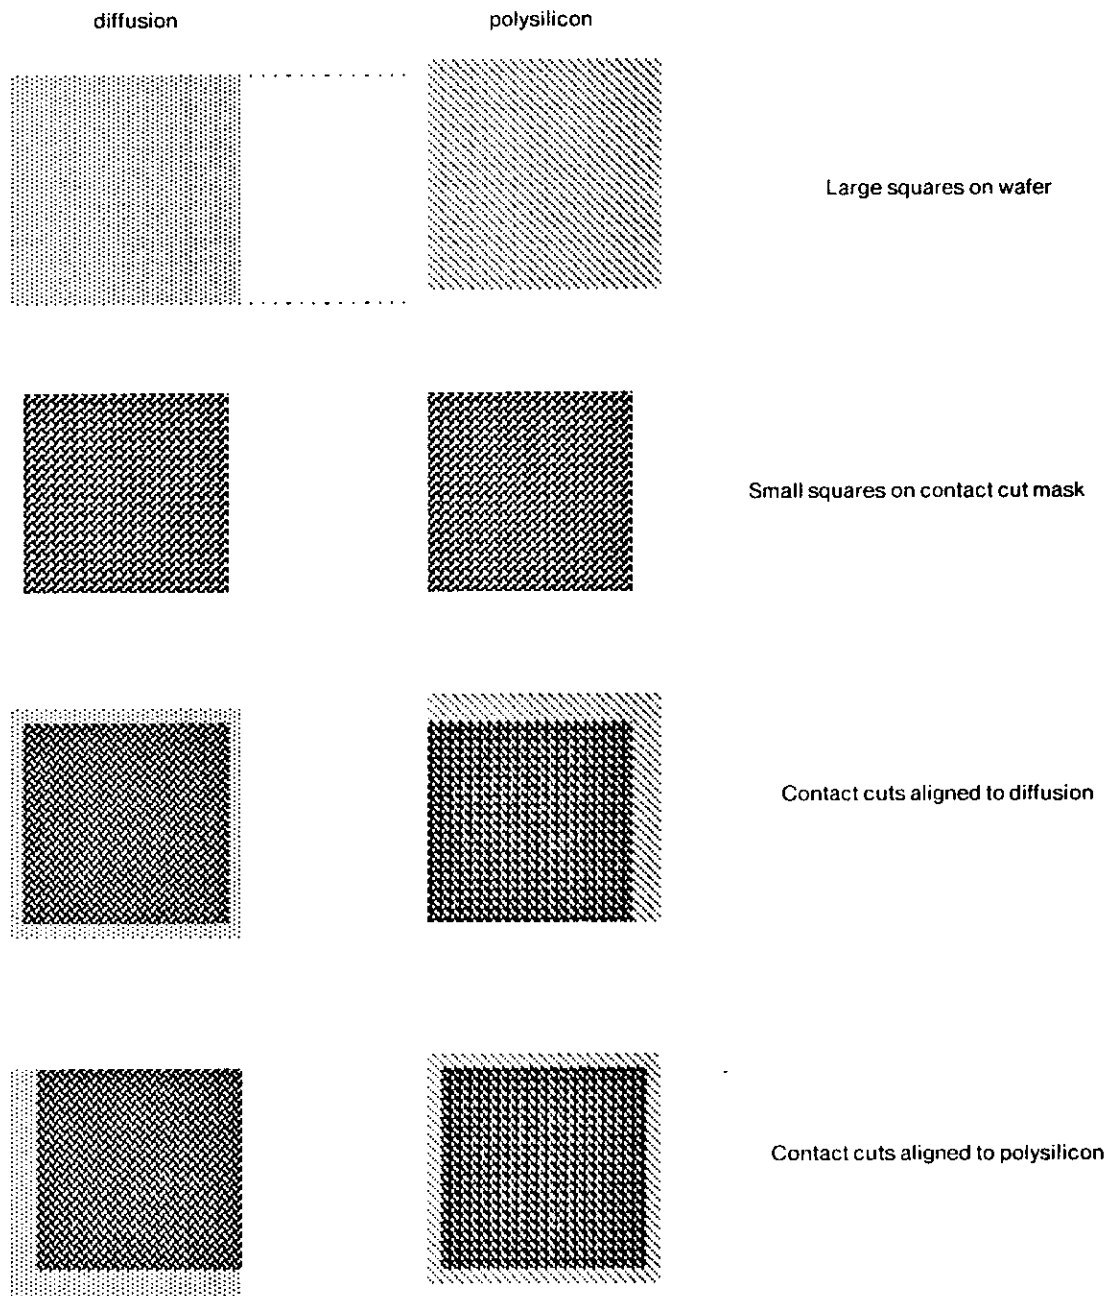 diffusion
polysilicon
Large squares on wafer
Small squares on contact cut mask
Contact cuts aligned to diffusion
Contact cuts aligned to polysilicon